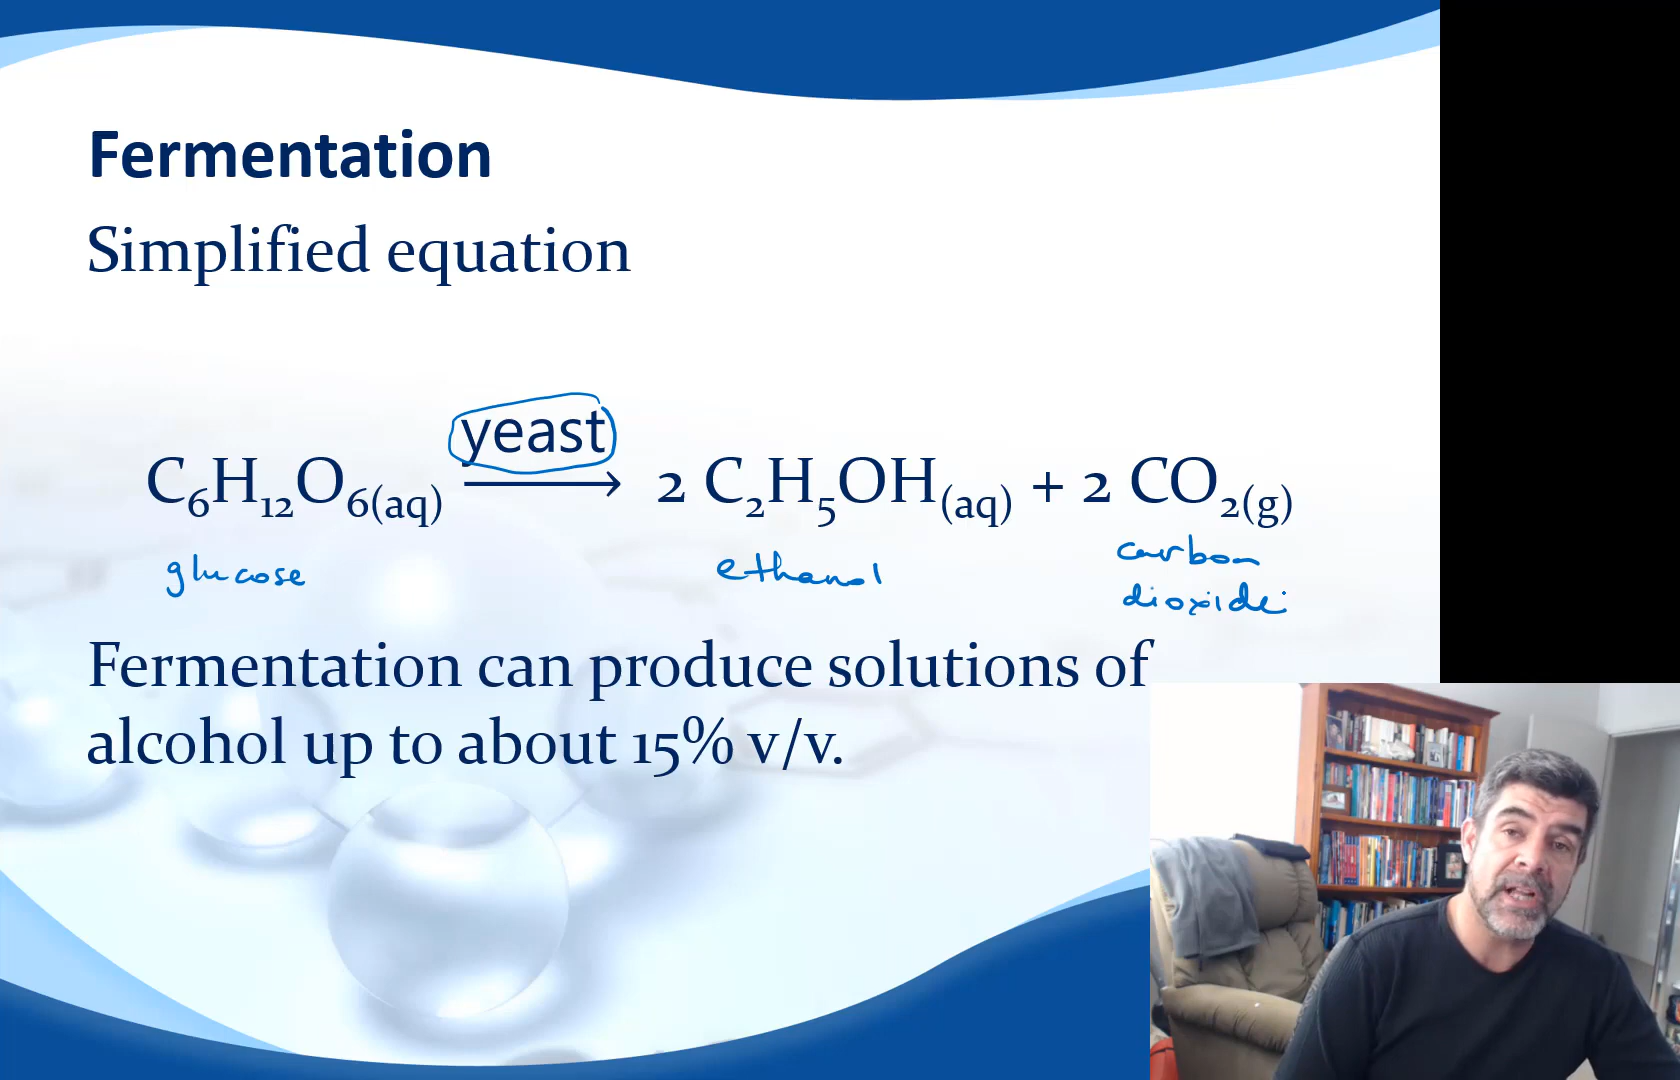 Fermentation
Simplified equation
yeast
C₆H₁₂O₆(aq) ⟶ 2 C₂H₅OH(aq) + 2 CO₂(g)
glucose ethanol carbon
dioxide
Fermentation can produce solutions of
alcohol up to about 15% v/v.